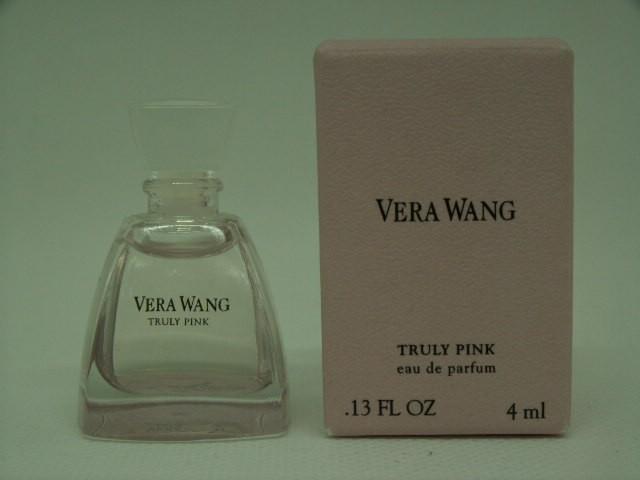 VERA WANG
TRULY PINK
VERA WANG
TRULY PINK
eau de parfum
.13 FL OZ 4 ml